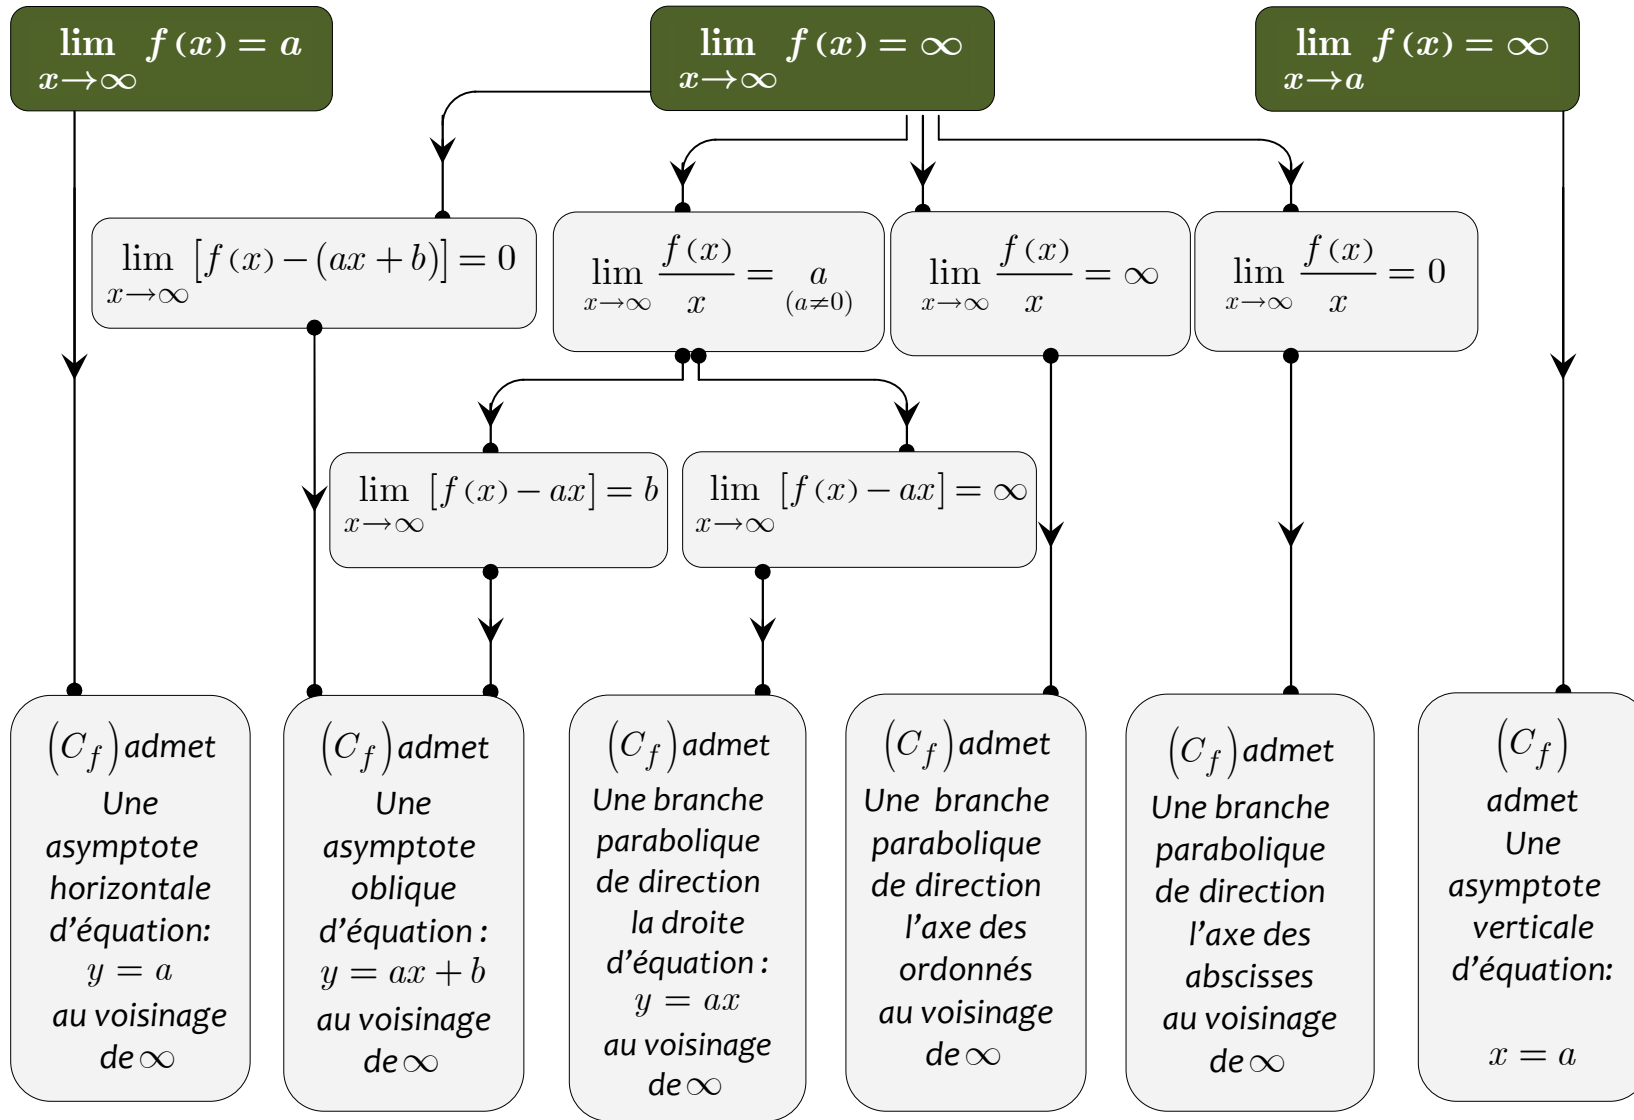 lim f(x) = a
x→∞
lim f(x) = ∞
x→∞
lim f(x) = ∞
x→a
lim [f(x) − (ax + b)] = 0
x→∞
lim f(x)/x = a
x→∞ (a≠0)
lim f(x)/x = ∞
x→∞
lim f(x)/x = 0
x→∞
lim [f(x) − ax] = b
x→∞
lim [f(x) − ax] = ∞
x→∞
(C_f) admet
Une
asymptote
horizontale
d'équation:
y = a
au voisinage
de ∞
(C_f) admet
Une
asymptote
oblique
d'équation :
y = ax + b
au voisinage
de ∞
(C_f) admet
Une branche
parabolique
de direction
la droite
d'équation :
y = ax
au voisinage
de ∞
(C_f) admet
Une branche
parabolique
de direction
l'axe des
ordonnés
au voisinage
de ∞
(C_f) admet
Une branche
parabolique
de direction
l'axe des
abscisses
au voisinage
de ∞
(C_f)
admet
Une
asymptote
verticale
d'équation:
x = a